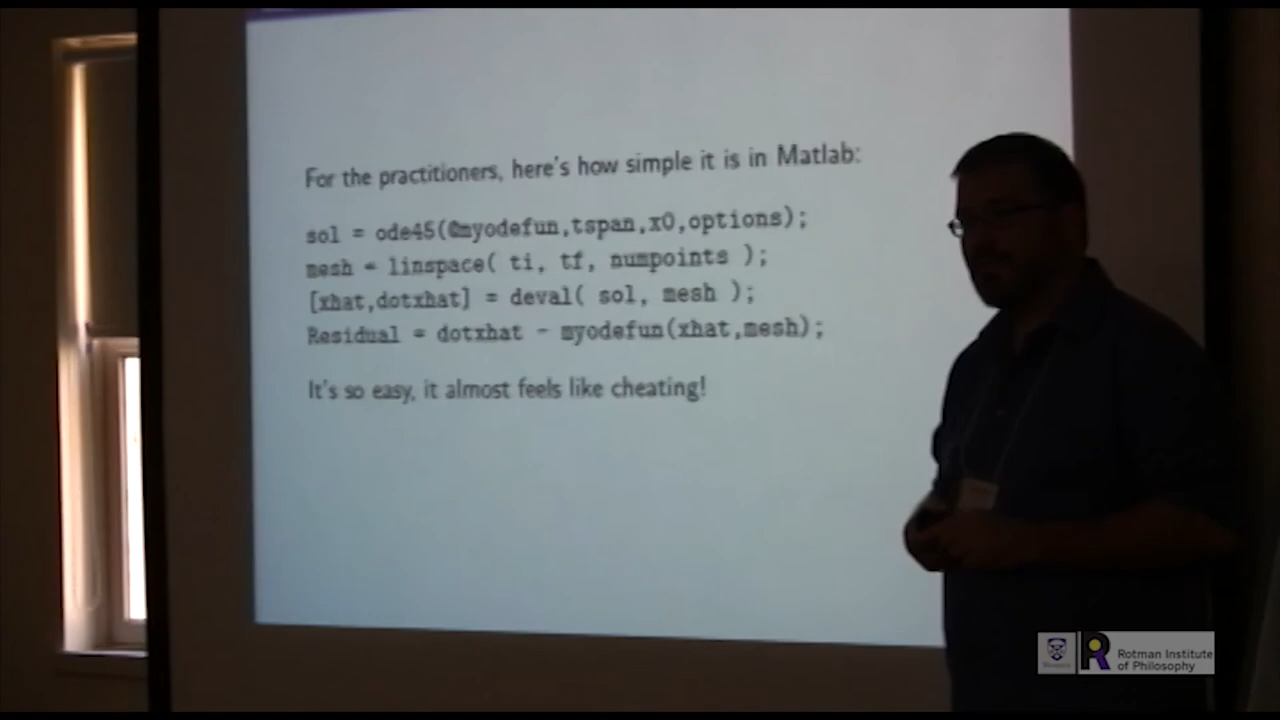 For the practitioners, here's how simple it is in Matlab:
sol = ode45(@myodefun,tspan,x0,options);
mesh = linspace( ti, tf, numpoints );
[xhat,dotxhat] = deval( sol, mesh );
Residual = dotxhat - myodefun(xhat,mesh);
It's so easy, it almost feels like cheating!
Rotman Institute
of Philosophy